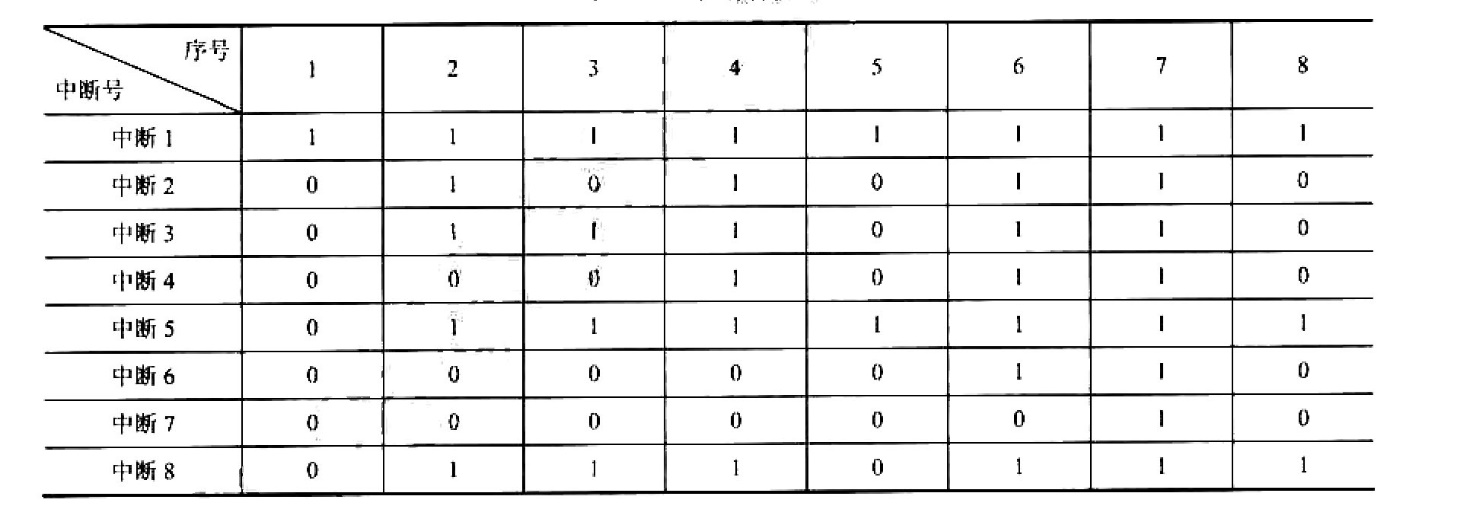 序号 1 2 3 4 5 6 7 8
中断号
中断 1 1 1 1 1 1 1 1 1
中断 2 0 1 0 1 0 1 1 0
中断 3 0 1 1 1 0 1 1 0
中断 4 0 0 0 1 0 1 1 0
中断 5 0 1 1 1 1 1 1 1
中断 6 0 0 0 0 0 1 1 0
中断 7 0 0 0 0 0 0 1 0
中断 8 0 1 1 1 0 1 1 1